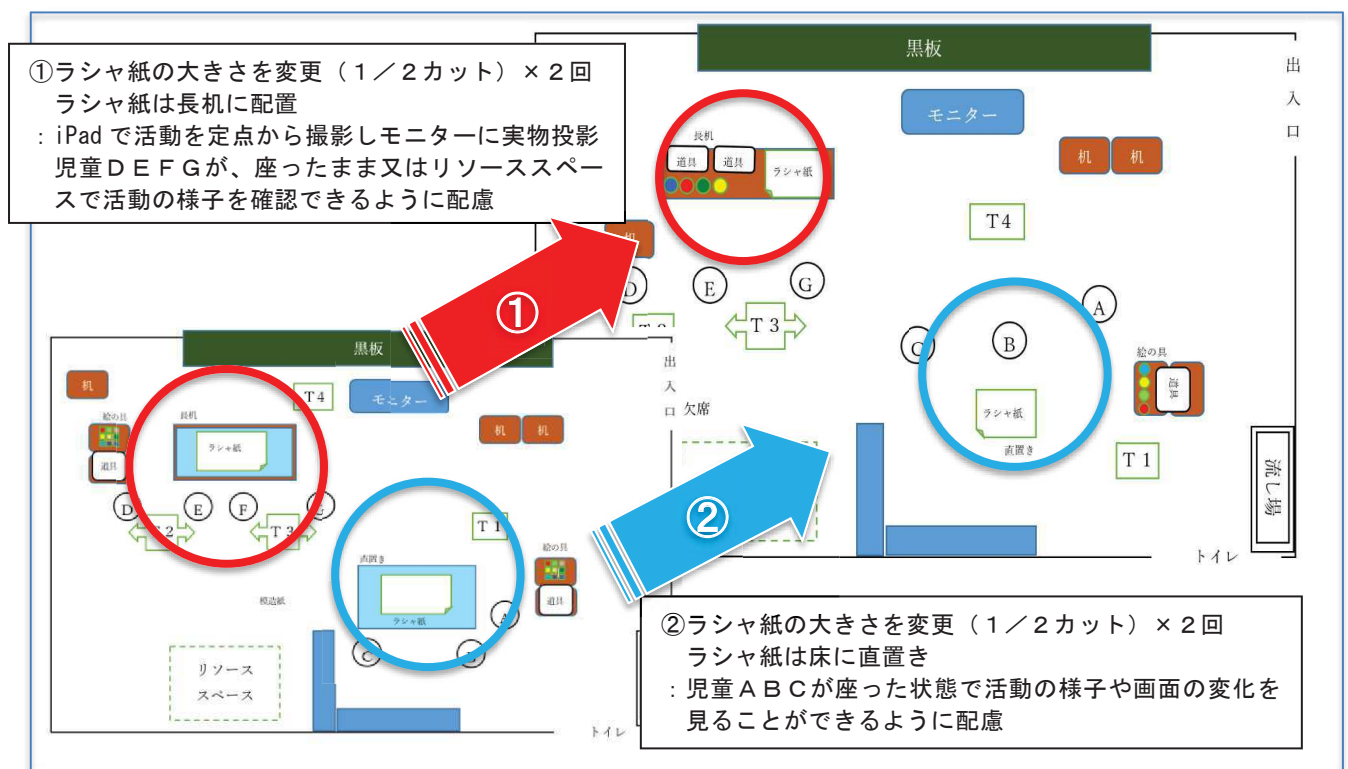 ①ラシャ紙の大きさを変更（１／２カット）×２回
ラシャ紙は長机に配置
：iPadで活動を定点から撮影しモニターに実物投影
児童ＤＥＦＧが、座ったまま又はリソーススペー
スで活動の様子を確認できるように配慮
黒板
出入口
モニター
長机
道具
道具
ラシャ紙
机
机
机
T4
D
E
G
T3
A
B
C
絵の具
道具
ラシャ紙
直置き
T1
欠席
流し場
トイレ
①
黒板
出入口
机
T4
モニター
絵の具
道具
長机
ラシャ紙
机
机
D
E
F
G
T2
T3
T1
直置き
ラシャ紙
模造紙
絵の具
道具
A
C
リソース
スペース
トイレ
②
②ラシャ紙の大きさを変更（１／２カット）×２回
ラシャ紙は床に直置き
：児童ＡＢＣが座った状態で活動の様子や画面の変化を
見ることができるように配慮